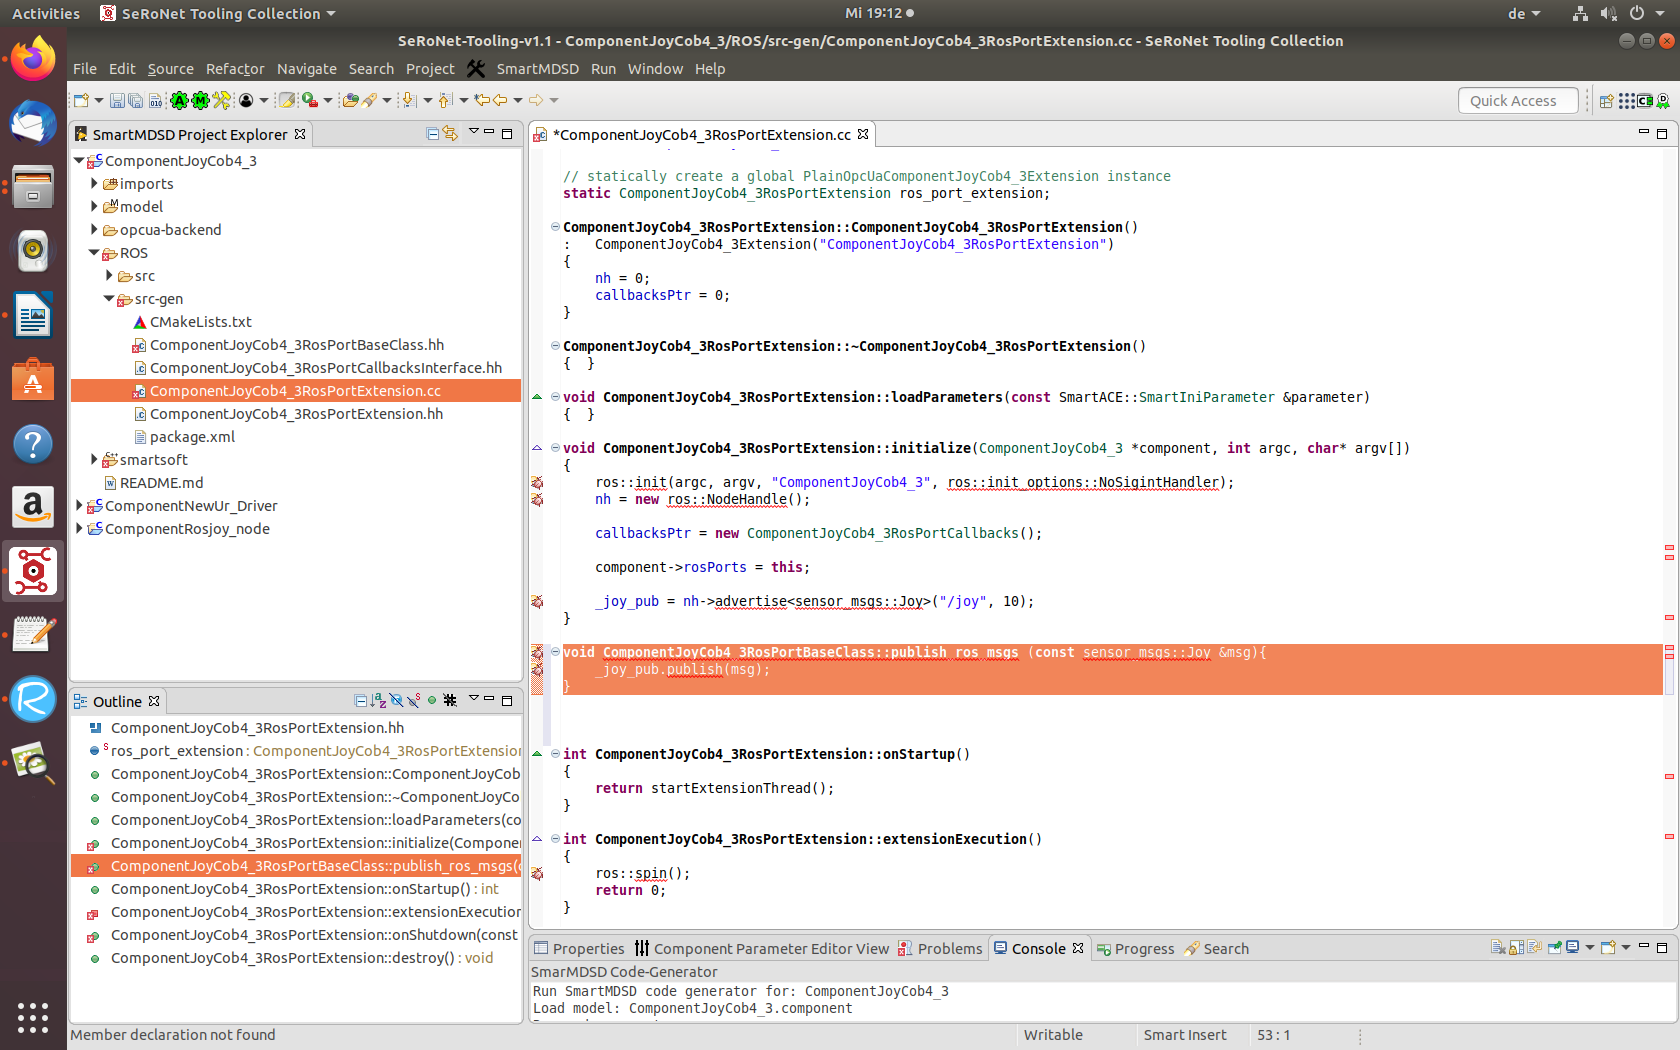 Activities SeRoNet Tooling Collection Mi 19:12 de
SeRoNet-Tooling-v1.1 - ComponentJoyCob4_3/ROS/src-gen/ComponentJoyCob4_3RosPortExtension.cc - SeRoNet Tooling Collection
File Edit Source Refactor Navigate Search Project SmartMDSD Run Window Help
Quick Access
SmartMDSD Project Explorer
ComponentJoyCob4_3
imports
model
opcua-backend
ROS
src
src-gen
CMakeLists.txt
ComponentJoyCob4_3RosPortBaseClass.hh
ComponentJoyCob4_3RosPortCallbacksInterface.hh
ComponentJoyCob4_3RosPortExtension.cc
ComponentJoyCob4_3RosPortExtension.hh
package.xml
smartsoft
README.md
ComponentNewUr_Driver
ComponentRosjoy_node
Outline
ComponentJoyCob4_3RosPortExtension.hh
ros_port_extension : ComponentJoyCob4_3RosPortExtension
ComponentJoyCob4_3RosPortExtension::ComponentJoyCob
ComponentJoyCob4_3RosPortExtension::~ComponentJoyCo
ComponentJoyCob4_3RosPortExtension::loadParameters(co
ComponentJoyCob4_3RosPortExtension::initialize(Compone
ComponentJoyCob4_3RosPortBaseClass::publish_ros_msgs(c
ComponentJoyCob4_3RosPortExtension::onStartup() : int
ComponentJoyCob4_3RosPortExtension::extensionExecution
ComponentJoyCob4_3RosPortExtension::onShutdown(const
ComponentJoyCob4_3RosPortExtension::destroy() : void
*ComponentJoyCob4_3RosPortExtension.cc
// statically create a global PlainOpcUaComponentJoyCob4_3Extension instance
static ComponentJoyCob4_3RosPortExtension ros_port_extension;
ComponentJoyCob4_3RosPortExtension::ComponentJoyCob4_3RosPortExtension()
: ComponentJoyCob4_3Extension("ComponentJoyCob4_3RosPortExtension")
{
nh = 0;
callbacksPtr = 0;
}
ComponentJoyCob4_3RosPortExtension::~ComponentJoyCob4_3RosPortExtension()
{ }
void ComponentJoyCob4_3RosPortExtension::loadParameters(const SmartACE::SmartIniParameter &parameter)
{ }
void ComponentJoyCob4_3RosPortExtension::initialize(ComponentJoyCob4_3 *component, int argc, char* argv[])
{
ros::init(argc, argv, "ComponentJoyCob4_3", ros::init_options::NoSigintHandler);
nh = new ros::NodeHandle();
callbacksPtr = new ComponentJoyCob4_3RosPortCallbacks();
component->rosPorts = this;
_joy_pub = nh->advertise<sensor_msgs::Joy>("/joy", 10);
}
void ComponentJoyCob4_3RosPortBaseClass::publish_ros_msgs (const sensor_msgs::Joy &msg){
_joy_pub.publish(msg);
}
int ComponentJoyCob4_3RosPortExtension::onStartup()
{
return startExtensionThread();
}
int ComponentJoyCob4_3RosPortExtension::extensionExecution()
{
ros::spin();
return 0;
}
Properties Component Parameter Editor View Problems Console Progress Search
SmarMDSD Code-Generator
Run SmartMDSD code generator for: ComponentJoyCob4_3
Load model: ComponentJoyCob4_3.component
Member declaration not found Writable Smart Insert 53 : 1